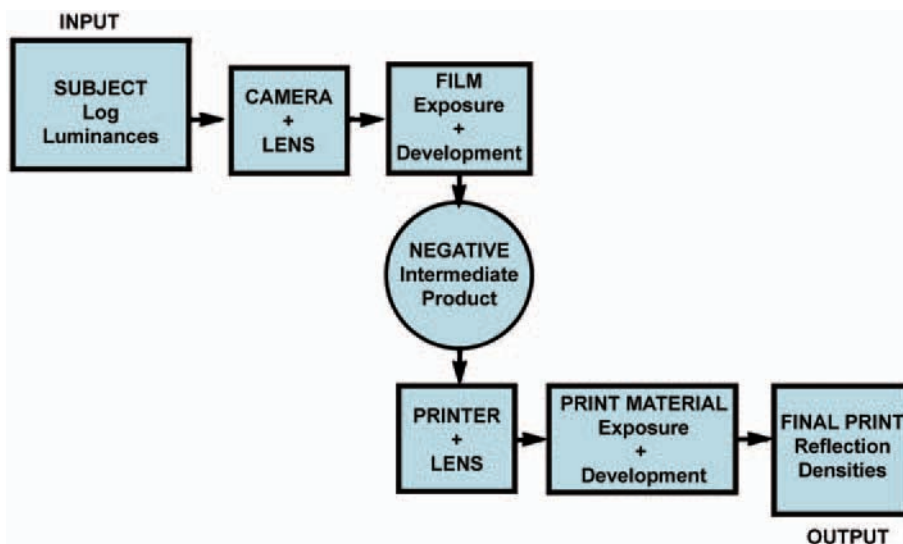 INPUT
SUBJECT
Log
Luminances
CAMERA
+
LENS
FILM
Exposure
+
Development
NEGATIVE
Intermediate
Product
PRINTER
+
LENS
PRINT MATERIAL
Exposure
+
Development
FINAL PRINT
Reflection
Densities
OUTPUT